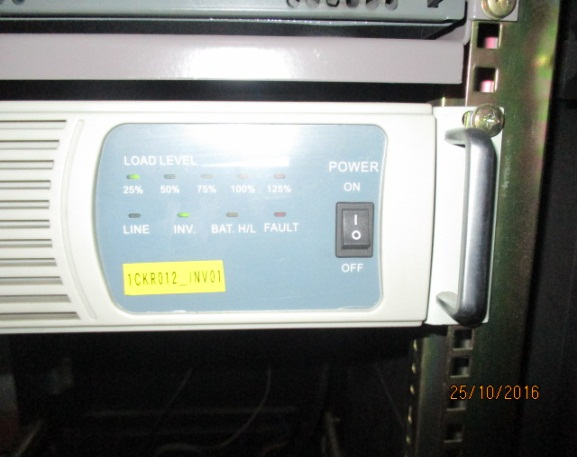 LOAD LEVEL
25% 50% 75% 100% 125%
LINE INV. BAT. H/L FAULT
POWER
ON
I
O
OFF
1CKR012_INV01
25/10/2016